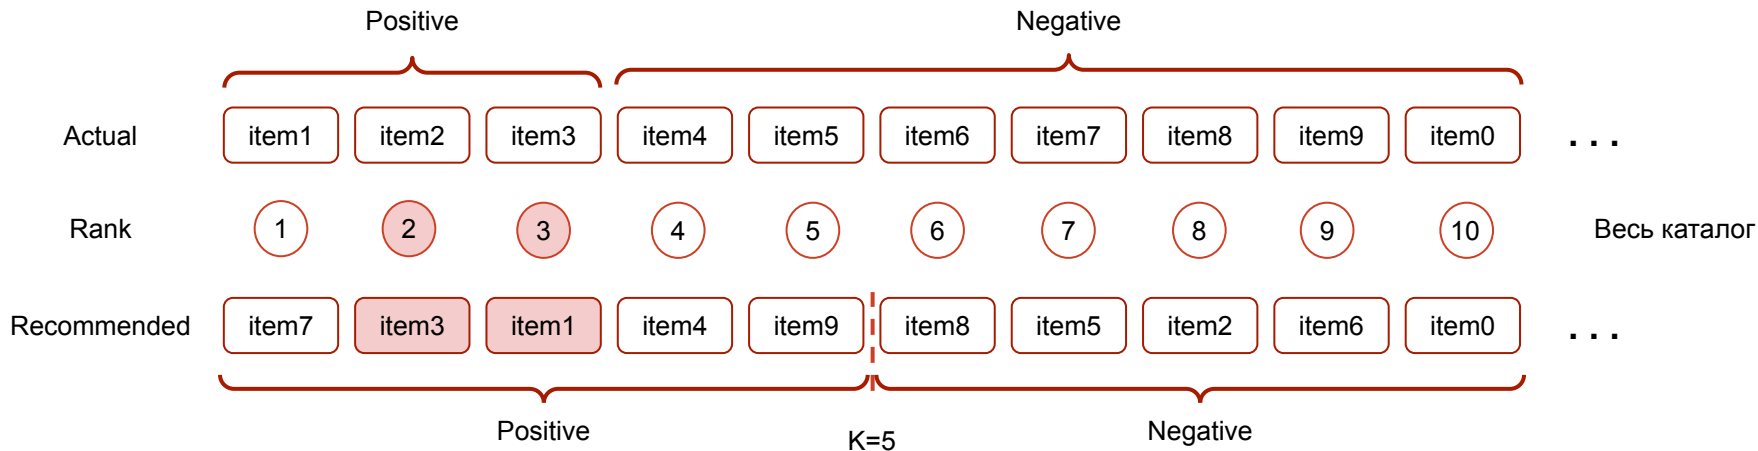 Positive Negative
Actual item1 item2 item3 item4 item5 item6 item7 item8 item9 item0 ...
Rank 1 2 3 4 5 6 7 8 9 10 Весь каталог
Recommended item7 item3 item1 item4 item9 item8 item5 item2 item6 item0 ...
Positive K=5 Negative